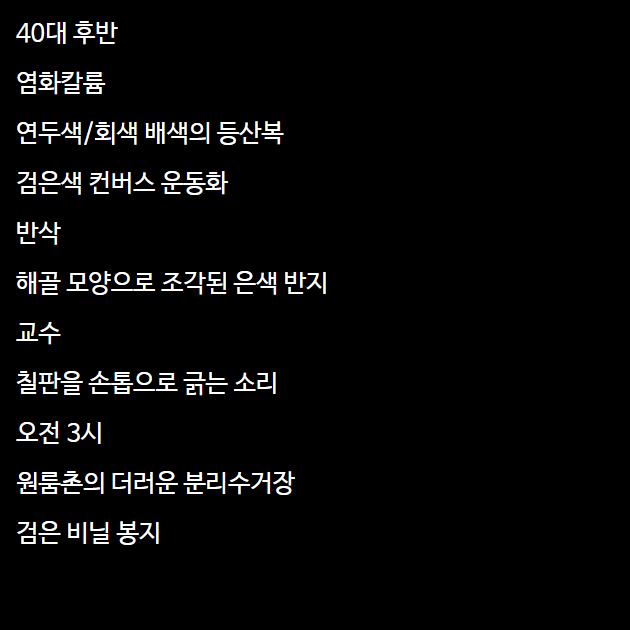 40대 후반
염화칼륨
연두색/회색 배색의 등산복
검은색 컨버스 운동화
반삭
해골 모양으로 조각된 은색 반지
교수
칠판을 손톱으로 긁는 소리
오전 3시
원룸촌의 더러운 분리수거장
검은 비닐 봉지